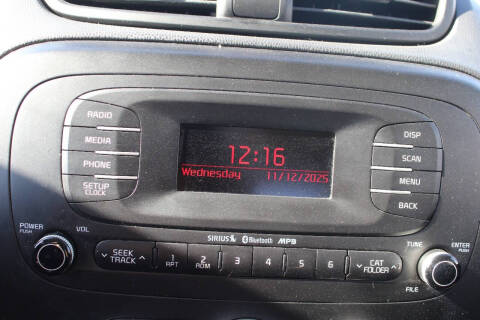 RADIO
MEDIA
PHONE
SETUP
CLOCK
12:16
Wednesday 11/12/2025
DISP
SCAN
MENU
BACK
POWER
PUSH
VOL
SIRIUS Bluetooth MP3
TUNE
ENTER
PUSH
SEEK
TRACK
1
RPT
2
RDM
3
4
5
6
CAT
FOLDER
FILE